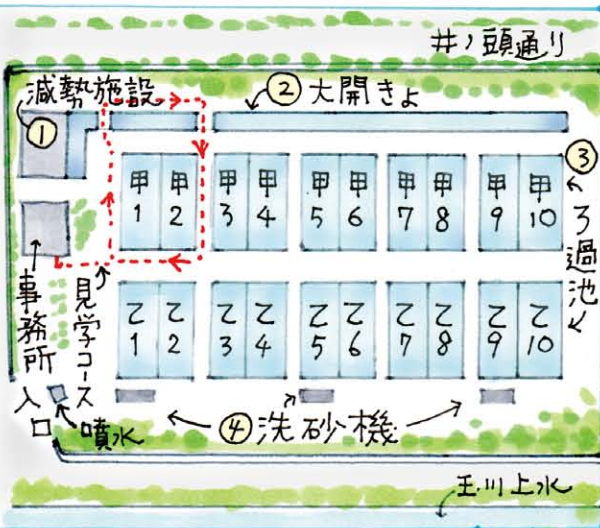 井ノ頭通り
減勢施設
①
② 大開きょ
③
ろ過池
甲1 甲2 甲3 甲4 甲5 甲6 甲7 甲8 甲9 甲10
乙1 乙2 乙3 乙4 乙5 乙6 乙7 乙8 乙9 乙10
事務所
見学コース
入口
噴水
④ 洗砂機
玉川上水